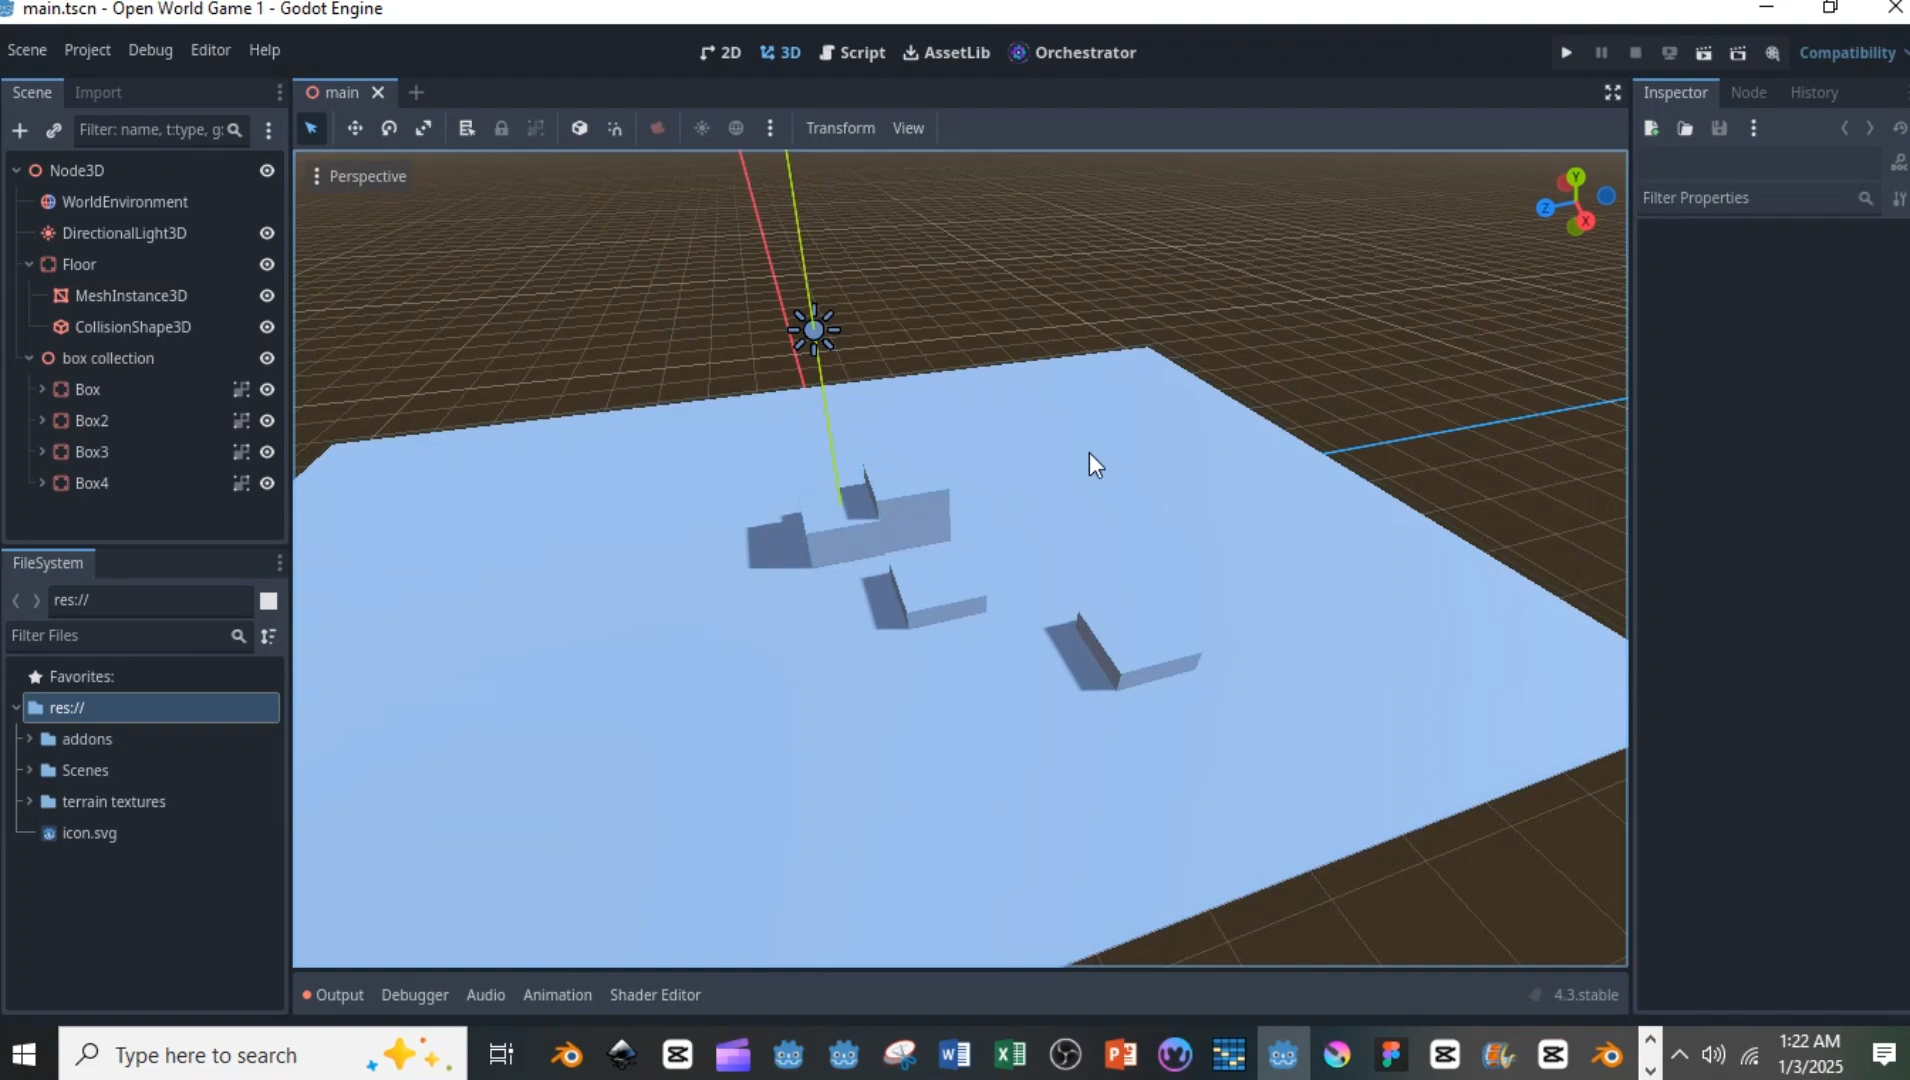 main.tscn - Open World Game 1 - Godot Engine
Scene Project Debug Editor Help
2D 3D Script AssetLib Orchestrator
Compatibility
Scene Import
main
Inspector Node History
Filter: name, t:type, g:
Transform View
Perspective
Y
Z
X
Filter Properties
Node3D
WorldEnvironment
DirectionalLight3D
Floor
MeshInstance3D
CollisionShape3D
box collection
Box
Box2
Box3
Box4
FileSystem
res://
Filter Files
Favorites:
res://
addons
Scenes
terrain textures
icon.svg
Output Debugger Audio Animation Shader Editor
4.3.stable
Type here to search
1:22 AM
1/3/2025